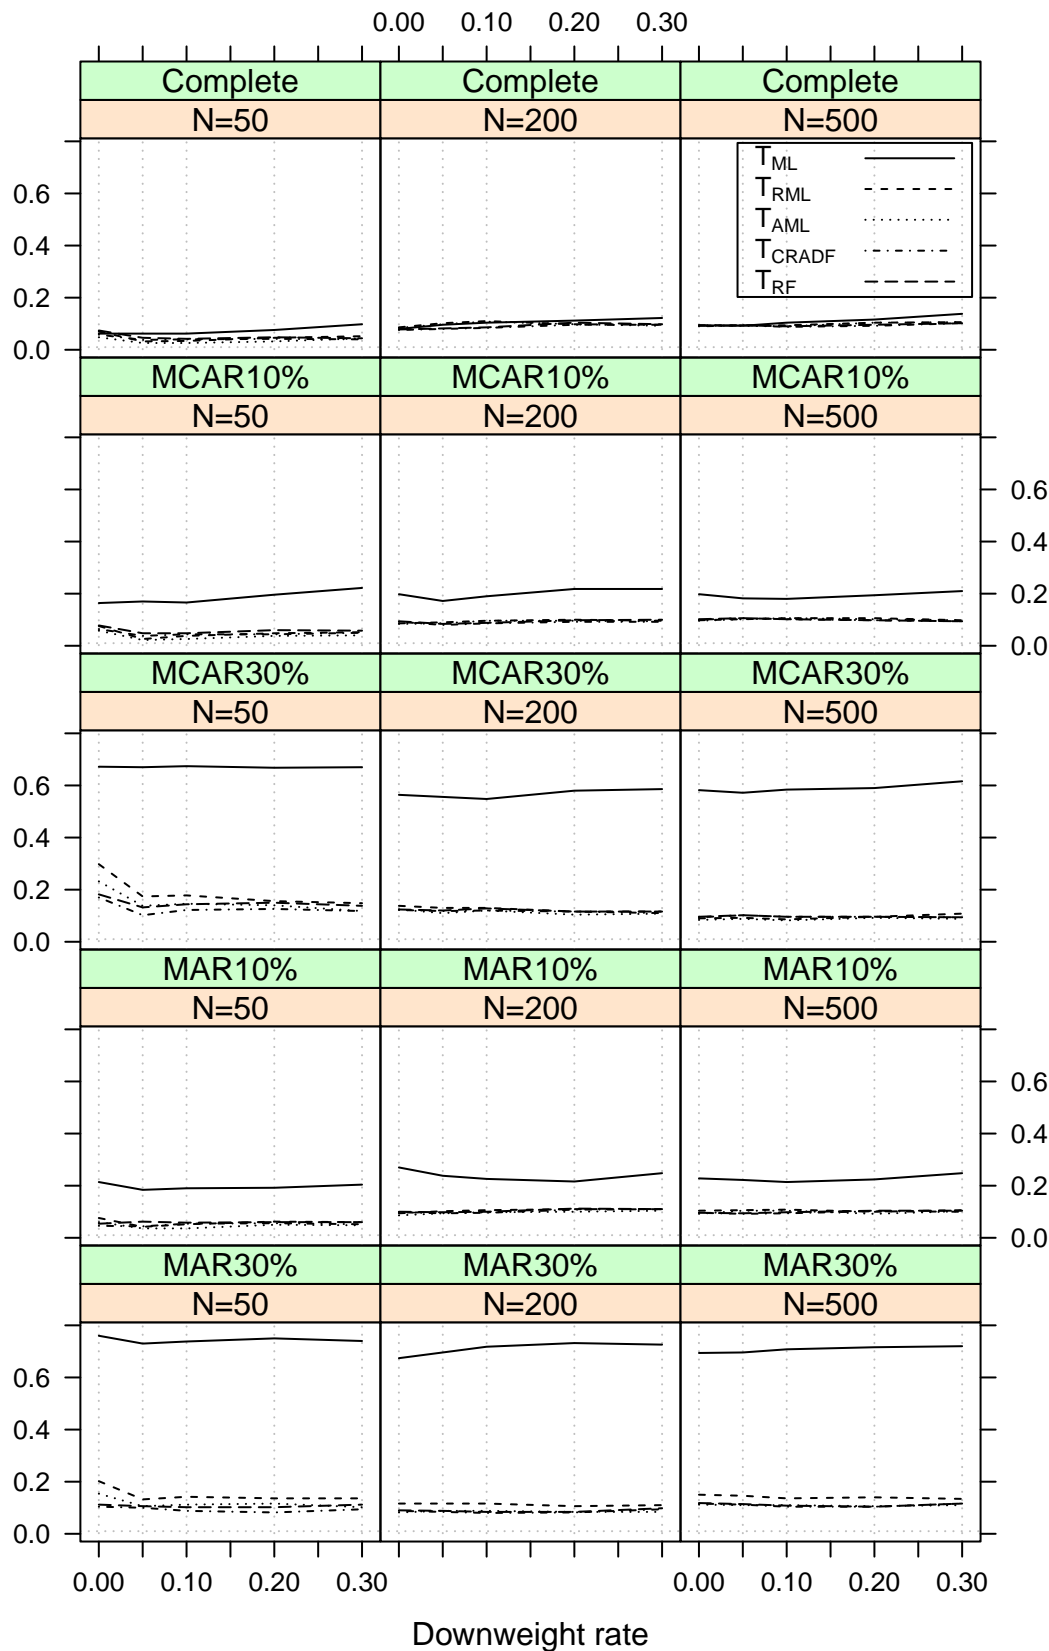 0.00 0.10 0.20 0.30
Complete Complete Complete
N=50 N=200 N=500
T_ML
T_RML
T_AML
T_CRADF
T_RF
0.6
0.4
0.2
0.0
MCAR10% MCAR10% MCAR10%
N=50 N=200 N=500
0.6
0.4
0.2
0.0
MCAR30% MCAR30% MCAR30%
N=50 N=200 N=500
0.6
0.4
0.2
0.0
MAR10% MAR10% MAR10%
N=50 N=200 N=500
0.6
0.4
0.2
0.0
MAR30% MAR30% MAR30%
N=50 N=200 N=500
0.6
0.4
0.2
0.0
0.00 0.10 0.20 0.30 0.00 0.10 0.20 0.30
Downweight rate